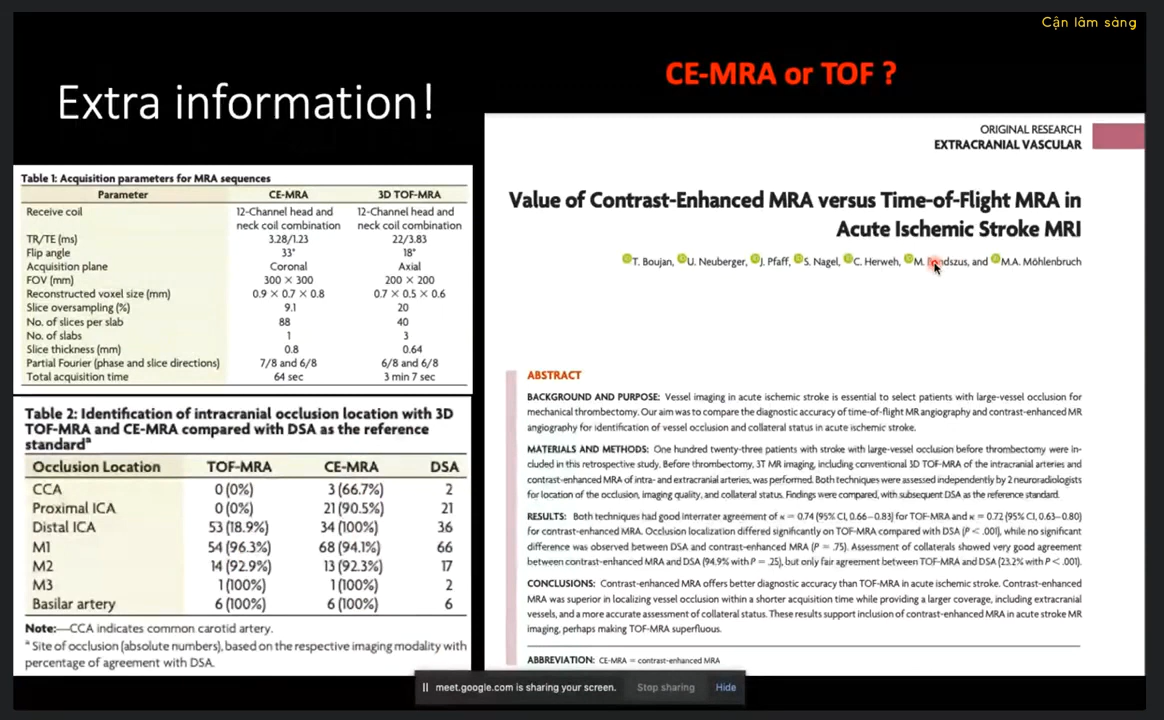 Cận lâm sàng
Extra information!
CE-MRA or TOF ?
Table 1: Acquisition parameters for MRA sequences
Parameter CE-MRA 3D TOF-MRA
Receive coil 12-Channel head and 12-Channel head and
neck coil combination neck coil combination
TR/TE (ms) 3.28/1.23 22/3.83
Flip angle 33° 18°
Acquisition plane Coronal Axial
FOV (mm) 300 × 300 200 × 200
Reconstructed voxel size (mm) 0.9 × 0.7 × 0.8 0.7 × 0.5 × 0.6
Slice oversampling (%) 9.1 20
No. of slices per slab 88 40
No. of slabs 1 3
Slice thickness (mm) 0.8 0.64
Partial Fourier (phase and slice directions) 7/8 and 6/8 6/8 and 6/8
Total acquisition time 64 sec 3 min 7 sec
Table 2: Identification of intracranial occlusion location with 3D
TOF-MRA and CE-MRA compared with DSA as the reference
standardᵃ
Occlusion Location TOF-MRA CE-MRA DSA
CCA 0 (0%) 3 (66.7%) 2
Proximal ICA 0 (0%) 21 (90.5%) 21
Distal ICA 53 (18.9%) 34 (100%) 36
M1 54 (96.3%) 68 (94.1%) 66
M2 14 (92.9%) 13 (92.3%) 17
M3 1 (100%) 1 (100%) 2
Basilar artery 6 (100%) 6 (100%) 6
Note:—CCA indicates common carotid artery.
ᵃ Site of occlusion (absolute numbers), based on the respective imaging modality with
percentage of agreement with DSA.
ORIGINAL RESEARCH
EXTRACRANIAL VASCULAR
Value of Contrast-Enhanced MRA versus Time-of-Flight MRA in
Acute Ischemic Stroke MRI
T. Boujan, U. Neuberger, J. Pfaff, S. Nagel, C. Herweh, M. and M.A. Möhlenbruch
ABSTRACT
BACKGROUND AND PURPOSE: Vessel imaging in acute ischemic stroke is essential to select patients with large-vessel occlusion for
mechanical thrombectomy. Our aim was to compare the diagnostic accuracy of time-of-flight MR angiography and contrast-enhanced MR
angiography for identification of vessel occlusion and collateral status in acute ischemic stroke.
MATERIALS AND METHODS: One hundred twenty-three patients with stroke with large-vessel occlusion before thrombectomy were in-
cluded in this retrospective study. Before thrombectomy, 3T MR imaging, including conventional 3D TOF-MRA of the intracranial arteries and
contrast-enhanced MRA of intra- and extracranial arteries, was performed. Both techniques were assessed independently by 2 neuroradiologists
for location of the occlusion, imaging quality, and collateral status. Findings were compared, with subsequent DSA as the reference standard.
RESULTS: Both techniques had good interrater agreement of κ = 0.74 (95% CI, 0.66–0.83) for TOF-MRA and κ = 0.72 (95% CI, 0.63–0.80)
for contrast-enhanced MRA. Occlusion localization differed significantly on TOF-MRA compared with DSA (P < .001), while no significant
difference was observed between DSA and contrast-enhanced MRA (P = .75). Assessment of collaterals showed very good agreement
between contrast-enhanced MRA and DSA (94.9% with P = .25), but only fair agreement between TOF-MRA and DSA (23.2% with P < .001).
CONCLUSIONS: Contrast-enhanced MRA offers better diagnostic accuracy than TOF-MRA in acute ischemic stroke. Contrast-enhanced
MRA was superior in localizing vessel occlusion within a shorter acquisition time while providing a larger coverage, including extracranial
vessels, and a more accurate assessment of collateral status. These results support inclusion of contrast-enhanced MRA in acute stroke MR
imaging, perhaps making TOF-MRA superfluous.
ABBREVIATION: CE-MRA = contrast-enhanced MRA
meet.google.com is sharing your screen. Stop sharing Hide